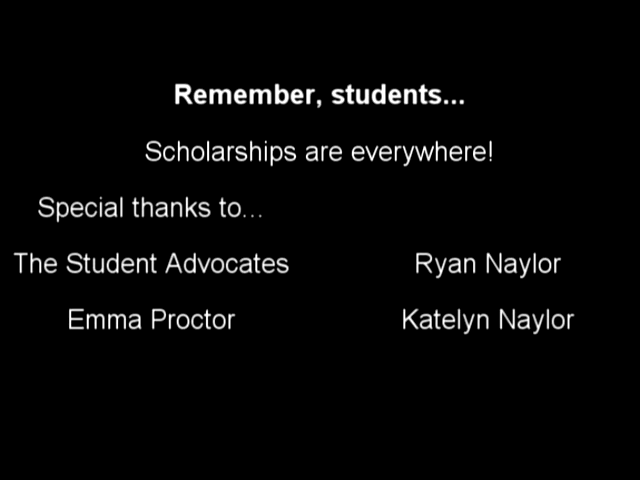 Remember, students...
Scholarships are everywhere!
Special thanks to...
The Student Advocates
Ryan Naylor
Emma Proctor
Katelyn Naylor